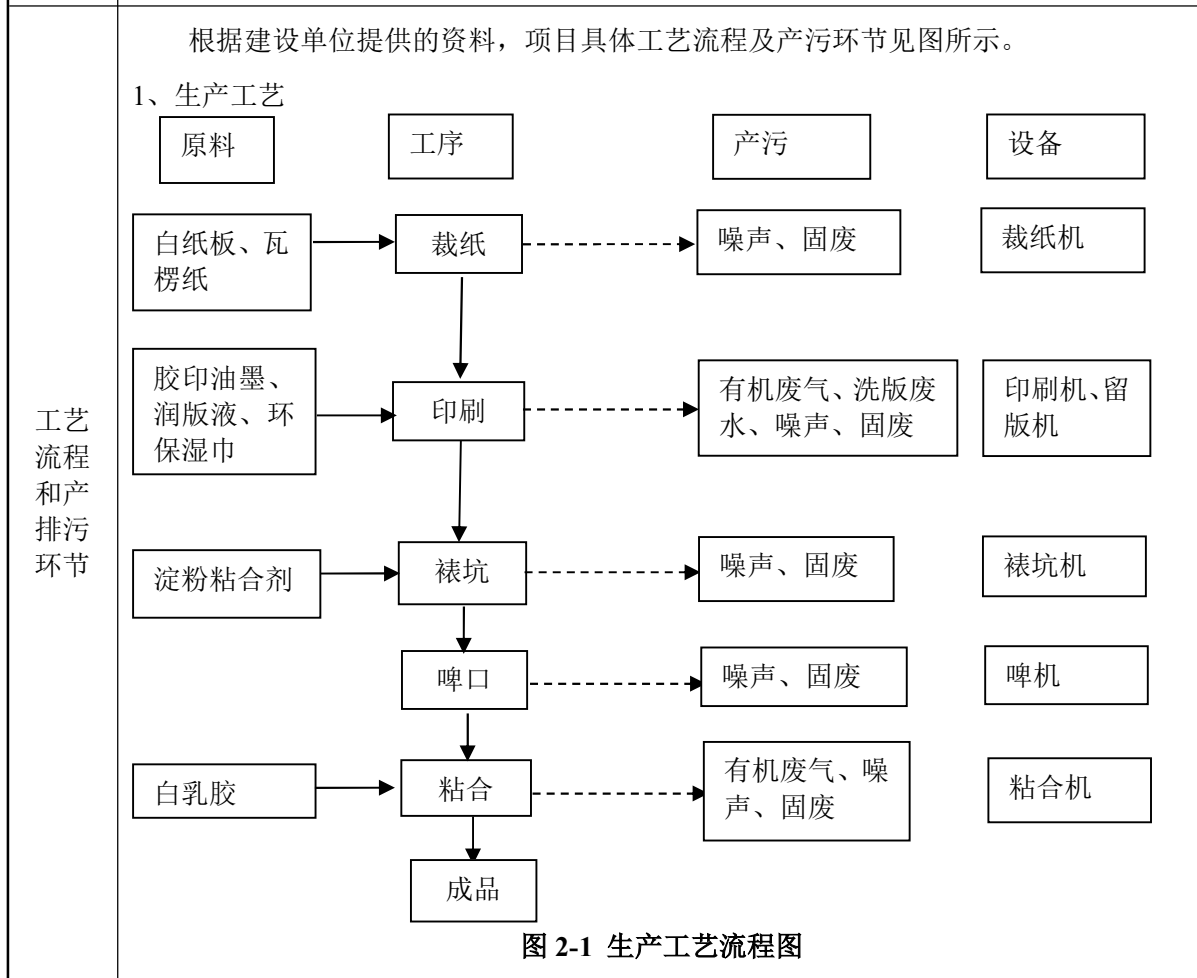 根据建设单位提供的资料，项目具体工艺流程及产污环节见图所示。
1、生产工艺
原料
工序
产污
设备
白纸板、瓦
楞纸
裁纸
噪声、固废
裁纸机
胶印油墨、
润版液、环
保湿巾
印刷
有机废气、洗版废
水、噪声、固废
印刷机、留
版机
工艺
流程
和产
排污
环节
淀粉粘合剂
裱坑
噪声、固废
裱坑机
啤口
噪声、固废
啤机
白乳胶
粘合
有机废气、噪
声、固废
粘合机
成品
图 2-1 生产工艺流程图